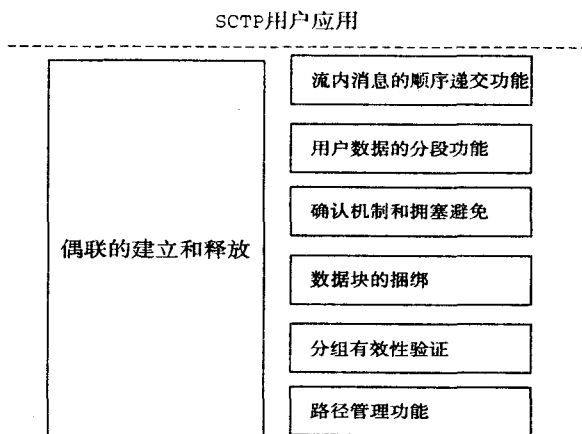 SCTP用户应用
流内消息的顺序递交功能
用户数据的分段功能
确认机制和拥塞避免
偶联的建立和释放
数据块的捆绑
分组有效性验证
路径管理功能